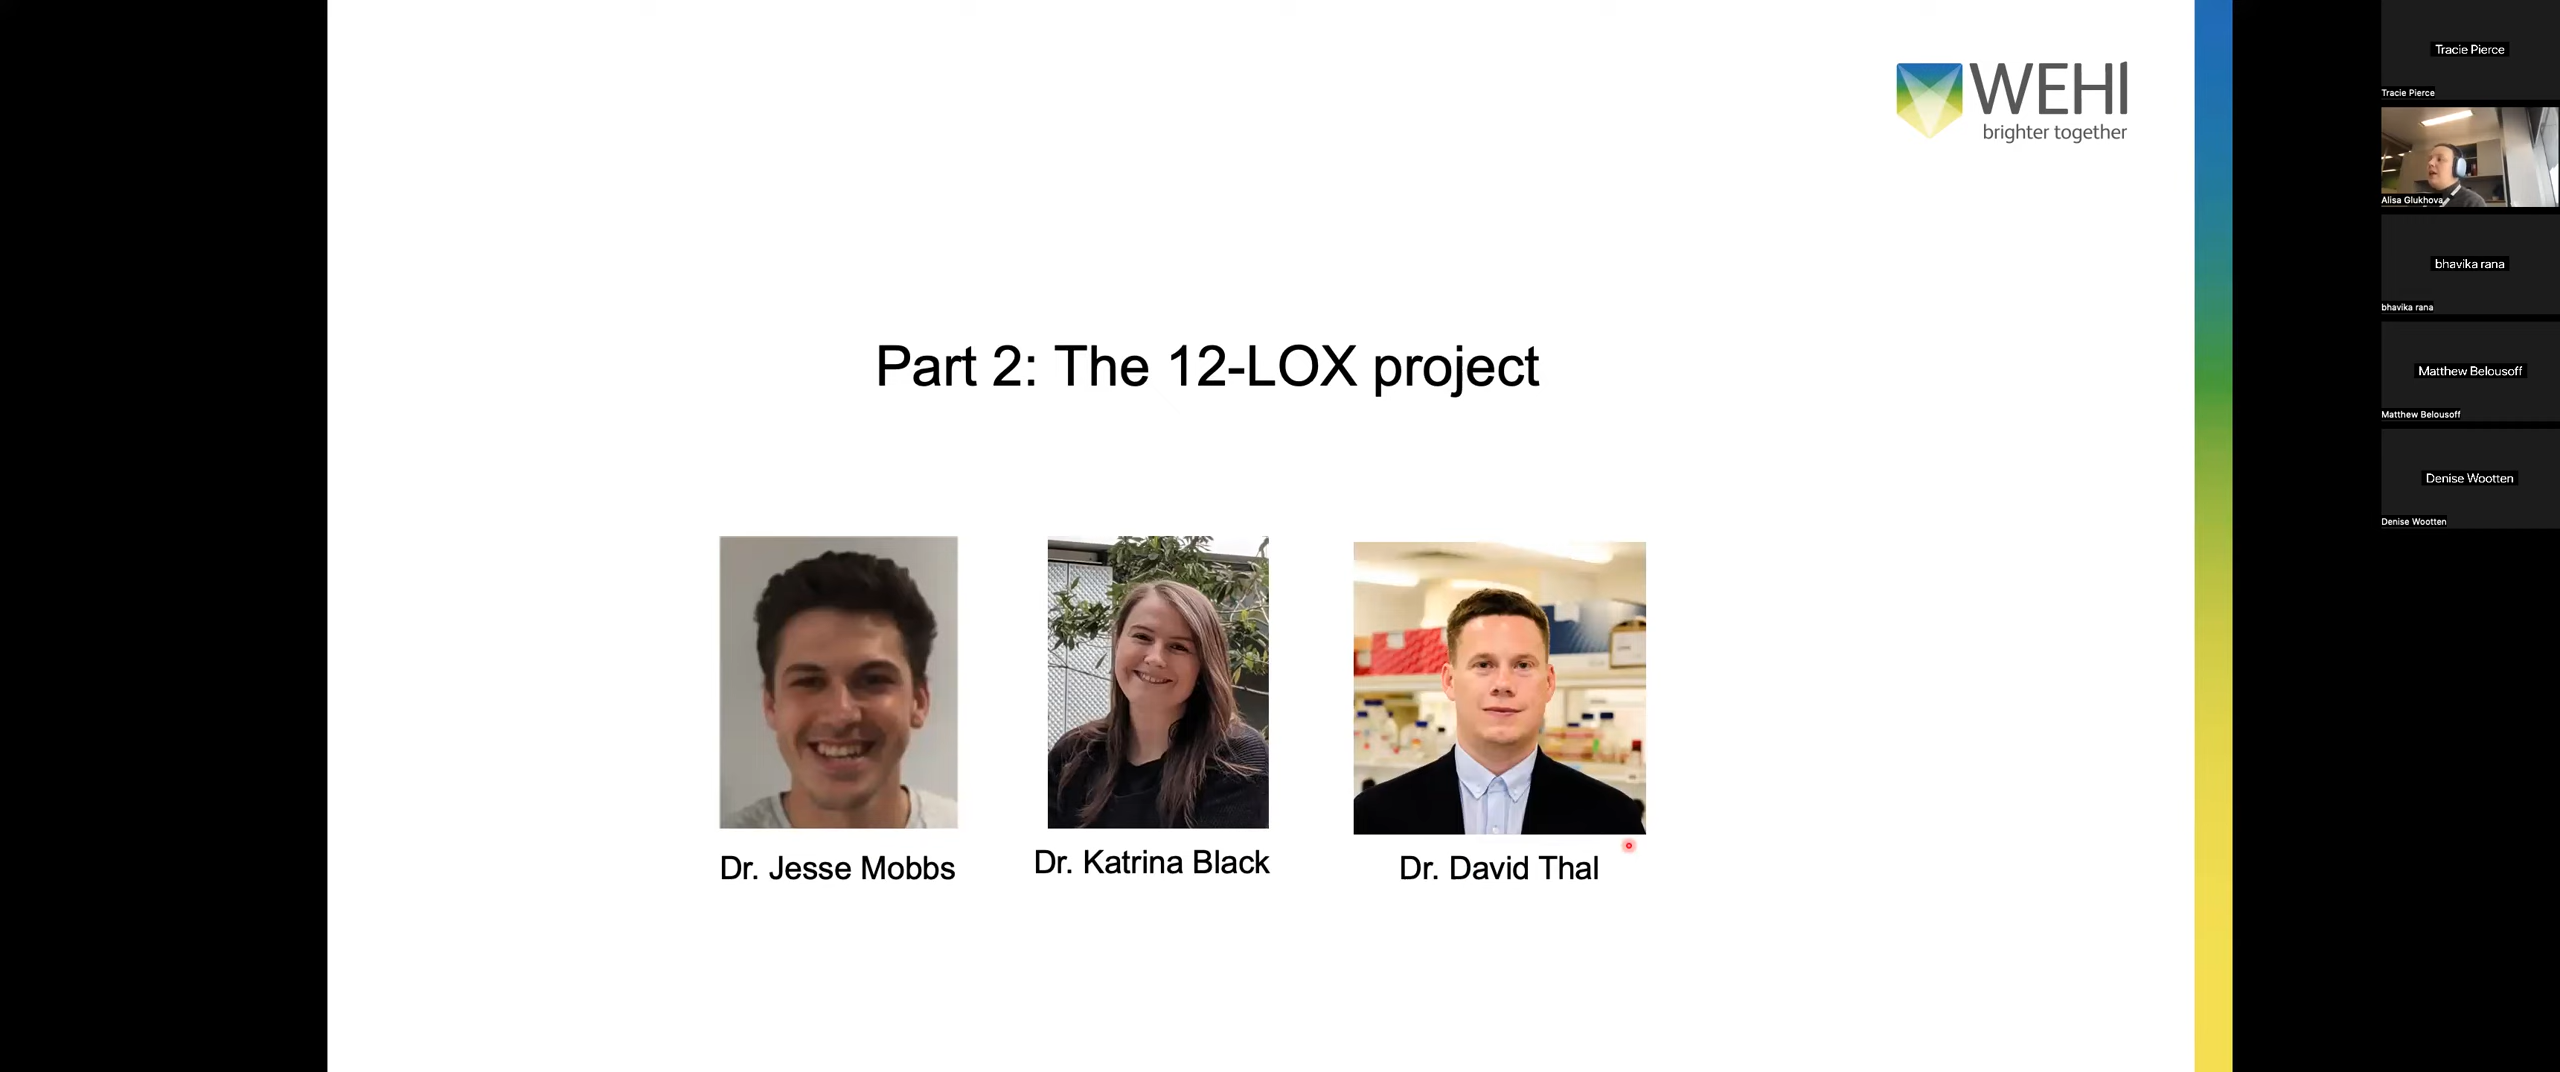 WEHI
brighter together
Part 2: The 12-LOX project
Dr. Jesse Mobbs
Dr. Katrina Black
Dr. David Thal
Tracie Pierce
Tracie Pierce
Alisa Glukhova
bhavika rana
bhavika rana
Matthew Belousoff
Matthew Belousoff
Denise Wootten
Denise Wootten